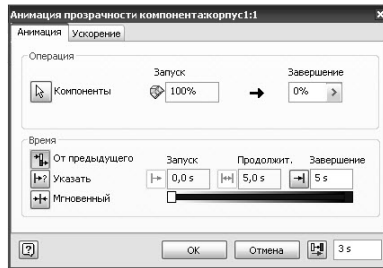 Анимация прозрачности компонента:корпус1:1
Анимация Ускорение
Операция
Запуск Завершение
Компоненты 100% 0% >
Время
От предыдущего Запуск Продолжит. Завершение
Указать 0,0 s 5,0 s 5 s
Мгновенный
OK Отмена 3 s